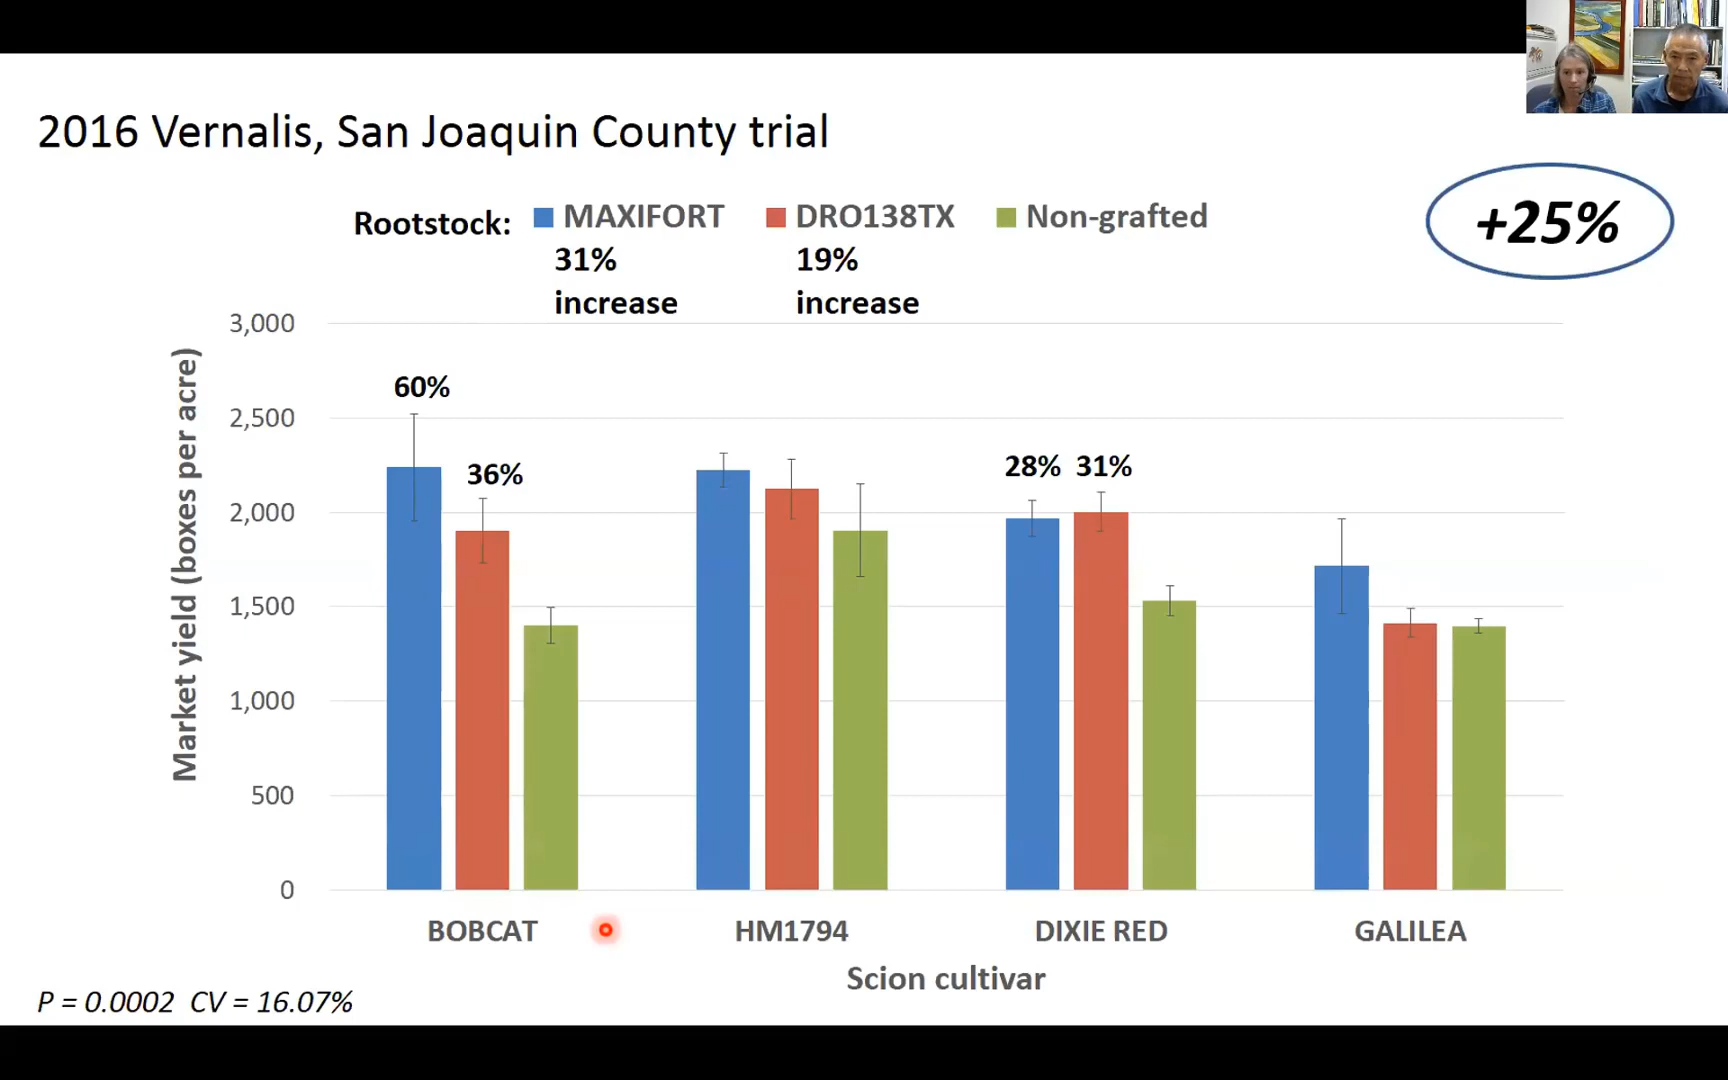 2016 Vernalis, San Joaquin County trial
+25%
Rootstock: MAXIFORT DRO138TX Non-grafted
31% 19%
increase increase
3,000
60%
2,500
36%
28% 31%
2,000
1,500
1,000
500
0
Market yield (boxes per acre)
BOBCAT HM1794 DIXIE RED GALILEA
Scion cultivar
P = 0.0002 CV = 16.07%